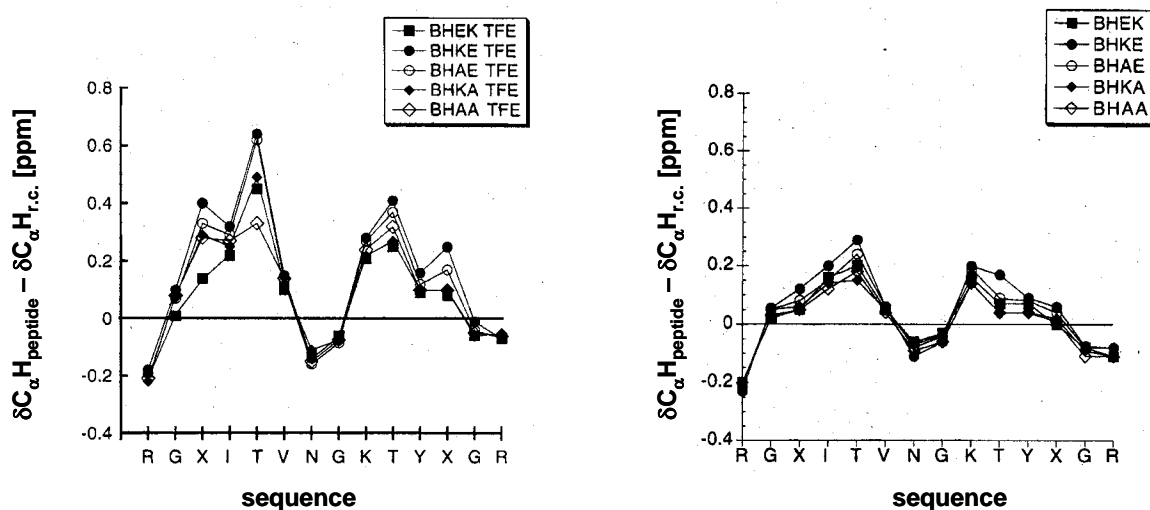 BHEK TFE
BHKE TFE
BHAE TFE
BHKA TFE
BHAA TFE
δCαHpeptide – δCαHr.c. [ppm]
0.8
0.6
0.4
0.2
0
-0.2
-0.4
R G X I T V N G K T Y X G R
sequence
BHEK
BHKE
BHAE
BHKA
BHAA
δCαHpeptide – δCαHr.c. [ppm]
0.8
0.6
0.4
0.2
0
-0.2
-0.4
R G X I T V N G K T Y X G R
sequence